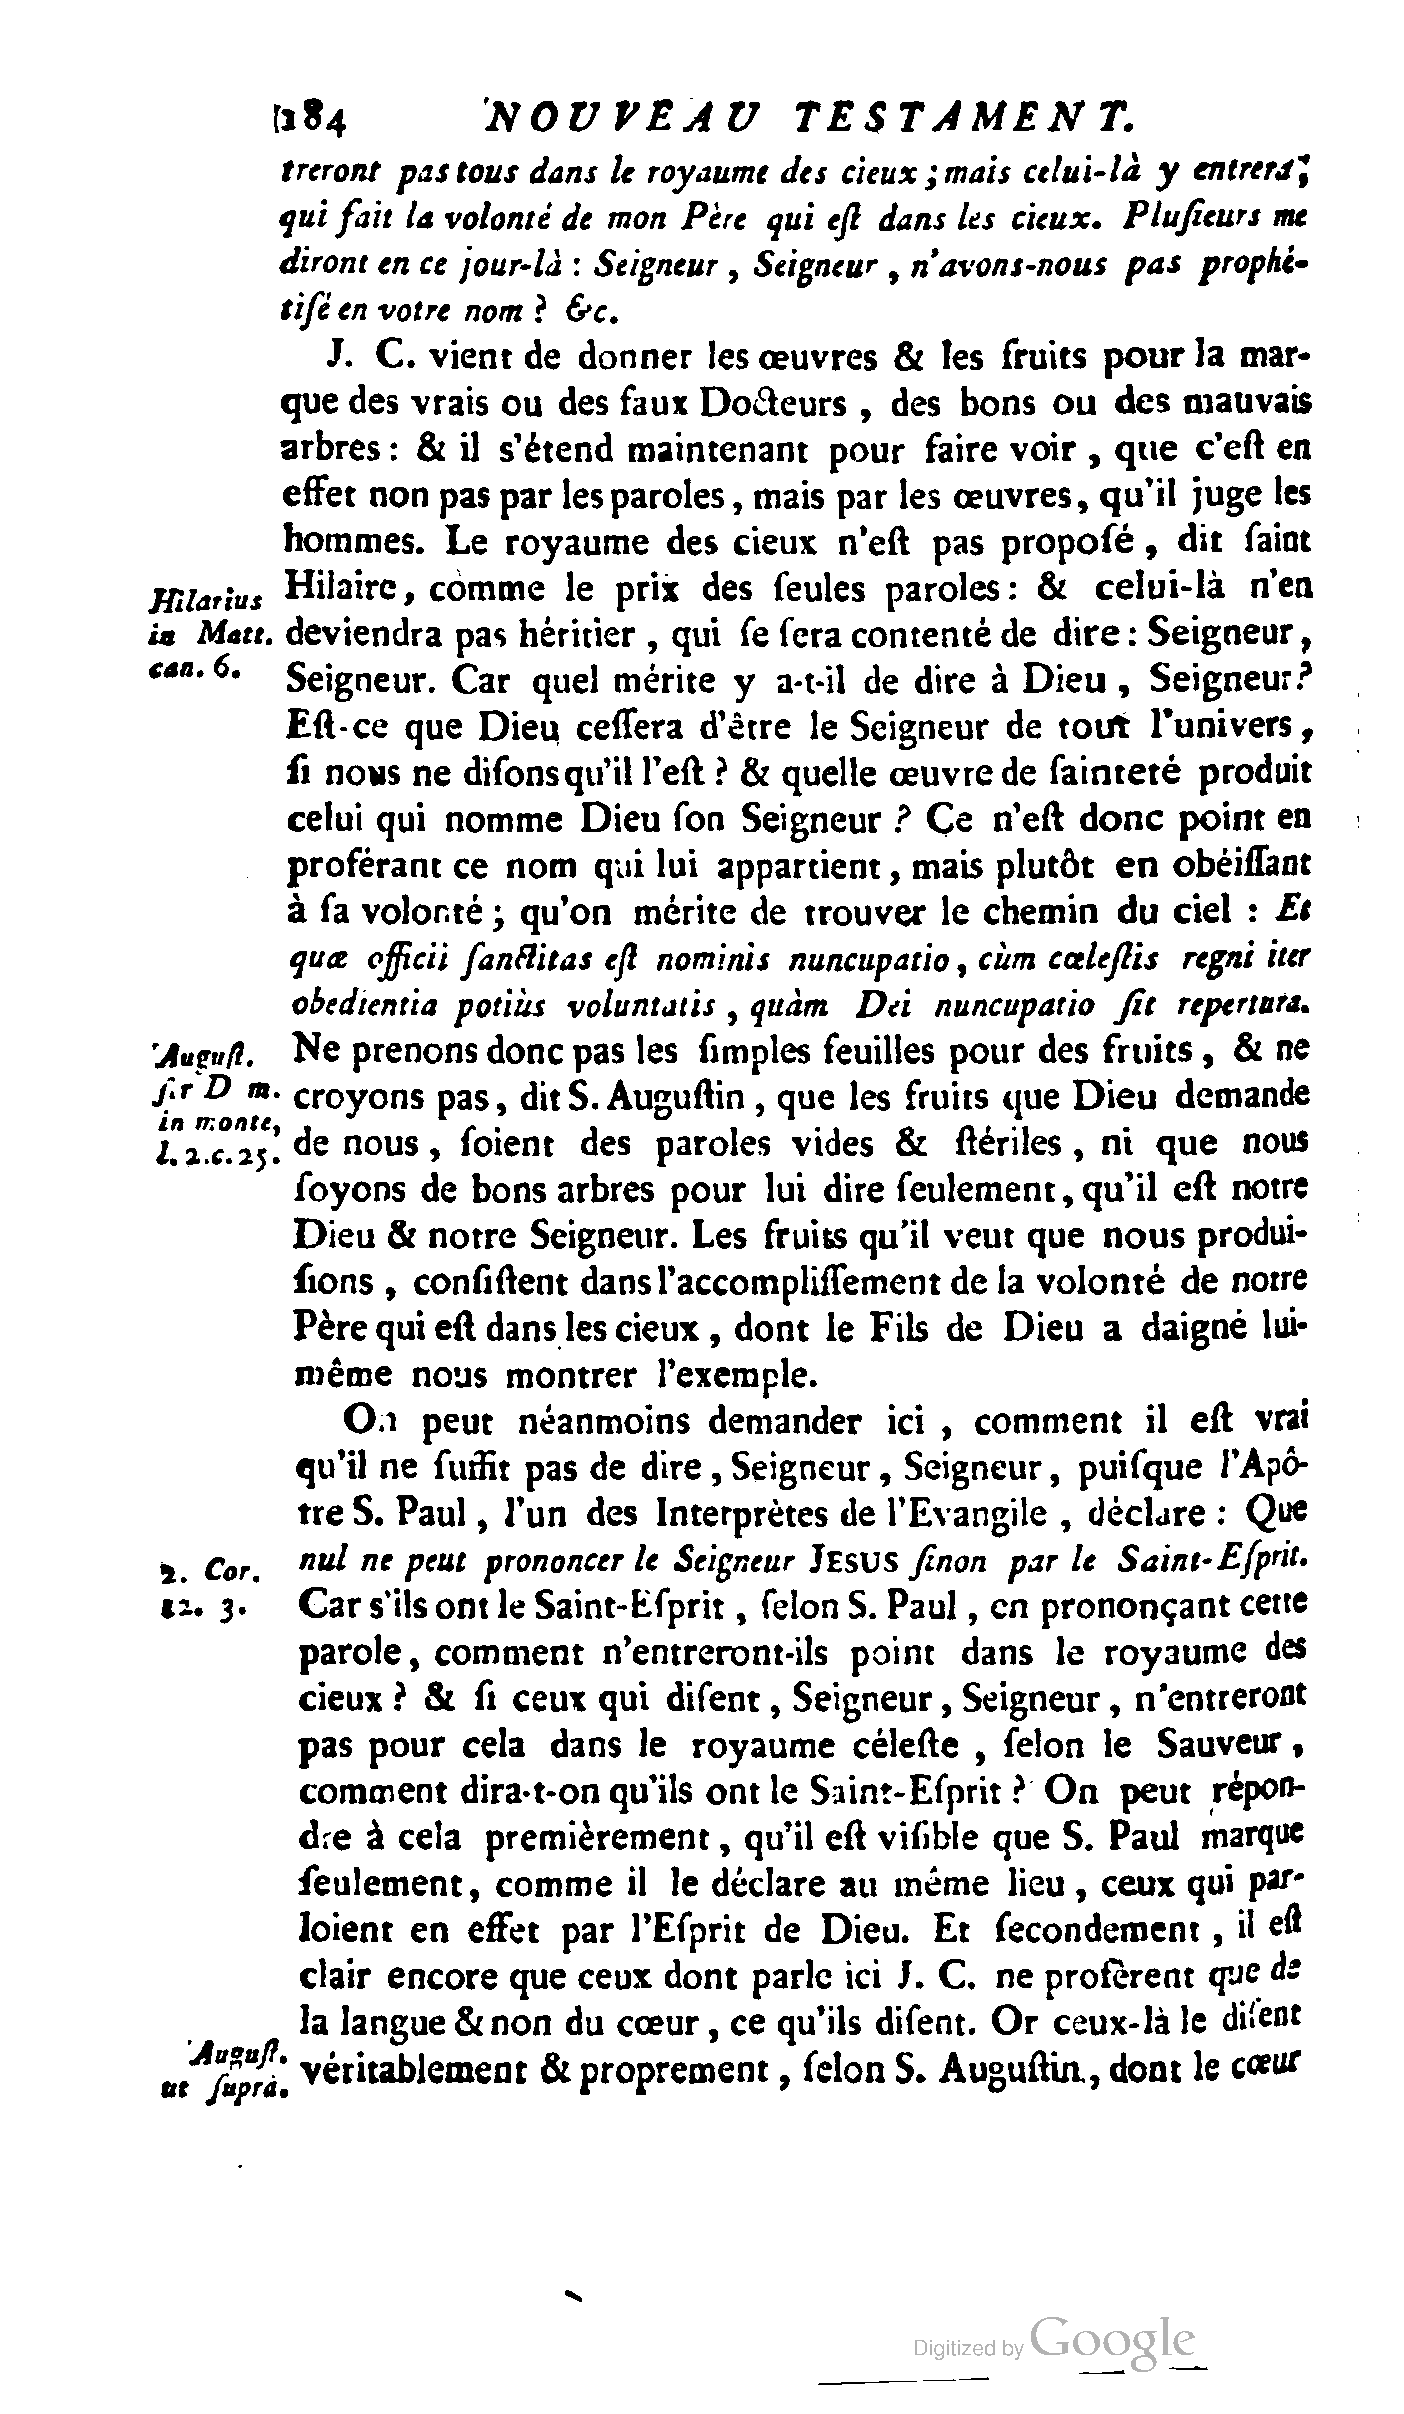 184 NOUVEAU TESTAMENT.
treront pas tous dans le royaume des cieux ; mais celui-là y entrera,
qui fait la volonté de mon Père qui eſt dans les cieux. Pluſieurs me
diront en ce jour-là : Seigneur , Seigneur , n'avons-nous pas prophé-
tiſé en votre nom ? &c.
J. C. vient de donner les œuvres & les fruits pour la mar-
que des vrais ou des faux Docteurs , des bons ou des mauvais
arbres : & il s'étend maintenant pour faire voir , que c'eſt en
effet non pas par les paroles , mais par les œuvres, qu'il juge les
hommes. Le royaume des cieux n'eſt pas propoſé , dit ſaint
Hilaire, comme le prix des ſeules paroles : & celui-là n'en
Hilarius
in Matt.
can. 6.
deviendra pas héritier , qui ſe ſera contenté de dire : Seigneur ,
Seigneur. Car quel mérite y a-t-il de dire à Dieu , Seigneur ?
Eſt-ce que Dieu ceſſera d'être le Seigneur de tout l'univers ,
ſi nous ne diſons qu'il l'eſt ? & quelle œuvre de ſainteté produit
celui qui nomme Dieu ſon Seigneur ? Ce n'eſt donc point en
proférant ce nom qui lui appartient , mais plutôt en obéiſſant
à ſa volonté ; qu'on mérite de trouver le chemin du ciel : Et
quæ officii ſanctitas eſt nominis nuncupatio , cùm cœleſtis regni iter
obedientia potiùs voluntatis , quàm Dei nuncupatio ſit repertura.
Ne prenons donc pas les ſimples feuilles pour des fruits , & ne
Auguſt.
ſ.r D m.
in monte,
l. 2.c. 25.
croyons pas , dit S. Auguſtin , que les fruits que Dieu demande
de nous , ſoient des paroles vides & ſtériles , ni que nous
ſoyons de bons arbres pour lui dire ſeulement , qu'il eſt notre
Dieu & notre Seigneur. Les fruits qu'il veut que nous produi-
ſions , conſiſtent dans l'accompliſſement de la volonté de notre
Père qui eſt dans les cieux , dont le Fils de Dieu a daigné lui-
même nous montrer l'exemple.
On peut néanmoins demander ici , comment il eſt vrai
qu'il ne ſuffit pas de dire , Seigneur , Seigneur , puiſque l'Apô-
tre S. Paul , l'un des Interprètes de l'Evangile , déclare : Que
nul ne peut prononcer le Seigneur JESUS ſinon par le Saint-Eſprit.
2. Cor.
12. 3.
Car s'ils ont le Saint-Eſprit , ſelon S. Paul , en prononçant cette
parole , comment n'entreront-ils point dans le royaume des
cieux ? & ſi ceux qui diſent , Seigneur , Seigneur , n'entreront
pas pour cela dans le royaume céleſte , ſelon le Sauveur ,
comment dira-t-on qu'ils ont le Saint-Eſprit ? On peut répon-
dre à cela premièrement , qu'il eſt viſible que S. Paul marque
ſeulement , comme il le déclare au même lieu , ceux qui par-
loient en effet par l'Eſprit de Dieu. Et ſecondement , il eſt
clair encore que ceux dont parle ici J. C. ne profèrent que de
la langue & non du cœur , ce qu'ils diſent. Or ceux-là le diſent
Auguſt.
ut ſuprà.
véritablement & proprement , ſelon S. Auguſtin , dont le cœur
Digitized by Google